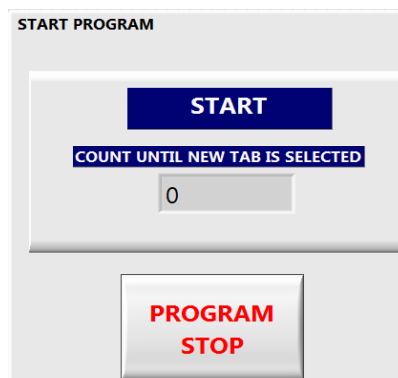 START PROGRAM
START
COUNT UNTIL NEW TAB IS SELECTED
0
PROGRAM
STOP